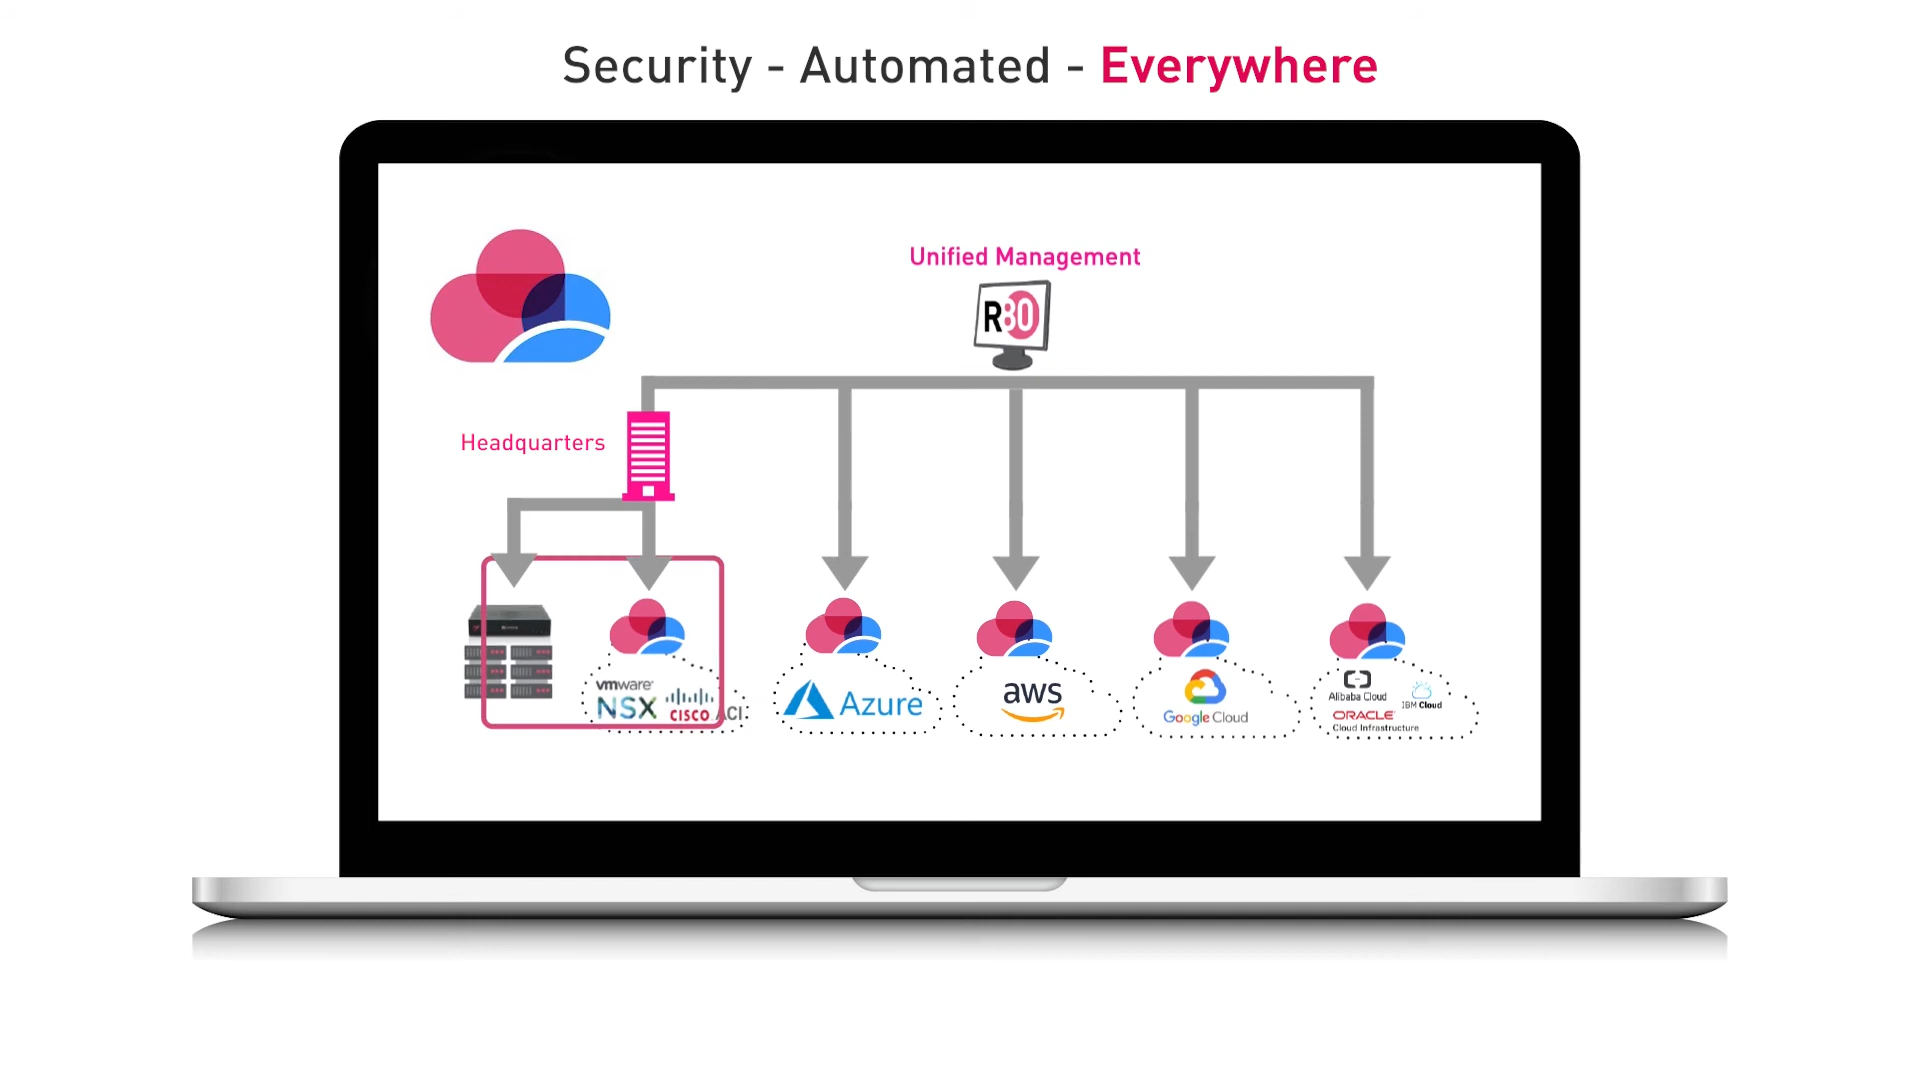 Security - Automated - Everywhere
Unified Management
R80
Headquarters
vmware®
NSX
CISCO ACI
Azure
aws
Google Cloud
Alibaba Cloud
IBM Cloud
ORACLE®
Cloud Infrastructure